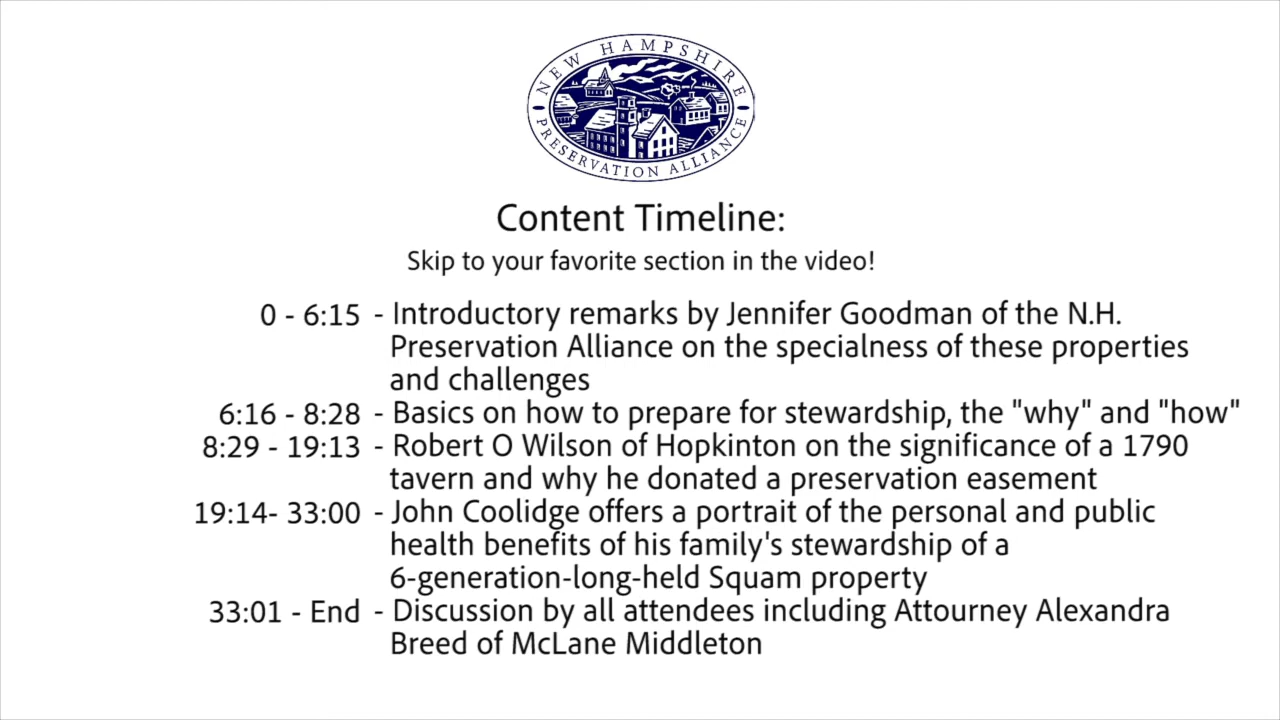 NEW HAMPSHIRE
PRESERVATION ALLIANCE
Content Timeline:
Skip to your favorite section in the video!
0 - 6:15 - Introductory remarks by Jennifer Goodman of the N.H.
Preservation Alliance on the specialness of these properties
and challenges
6:16 - 8:28 - Basics on how to prepare for stewardship, the "why" and "how"
8:29 - 19:13 - Robert O Wilson of Hopkinton on the significance of a 1790
tavern and why he donated a preservation easement
19:14- 33:00 - John Coolidge offers a portrait of the personal and public
health benefits of his family's stewardship of a
6-generation-long-held Squam property
33:01 - End - Discussion by all attendees including Attourney Alexandra
Breed of McLane Middleton